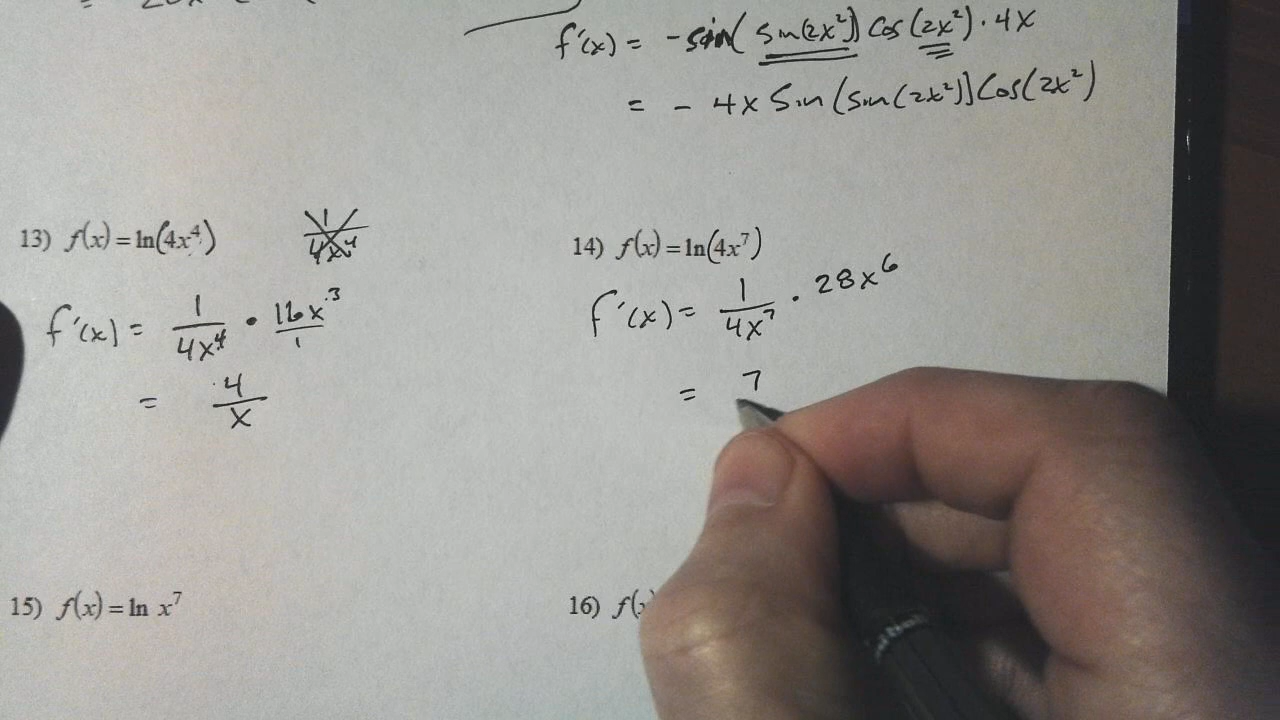 f'(x) = -sin(sin(2x²)) cos(2x²) · 4x
= - 4x Sin(sin(2x²)) Cos(2x²)
13) f(x) = ln(4x⁴)
1/4x⁴
f'(x) = 1/4x⁴ · 16x³/1
= 4/x
14) f(x) = ln(4x⁷)
f'(x) = 1/4x⁷ · 28x⁶
= 7
15) f(x) = ln x⁷
16) f(x